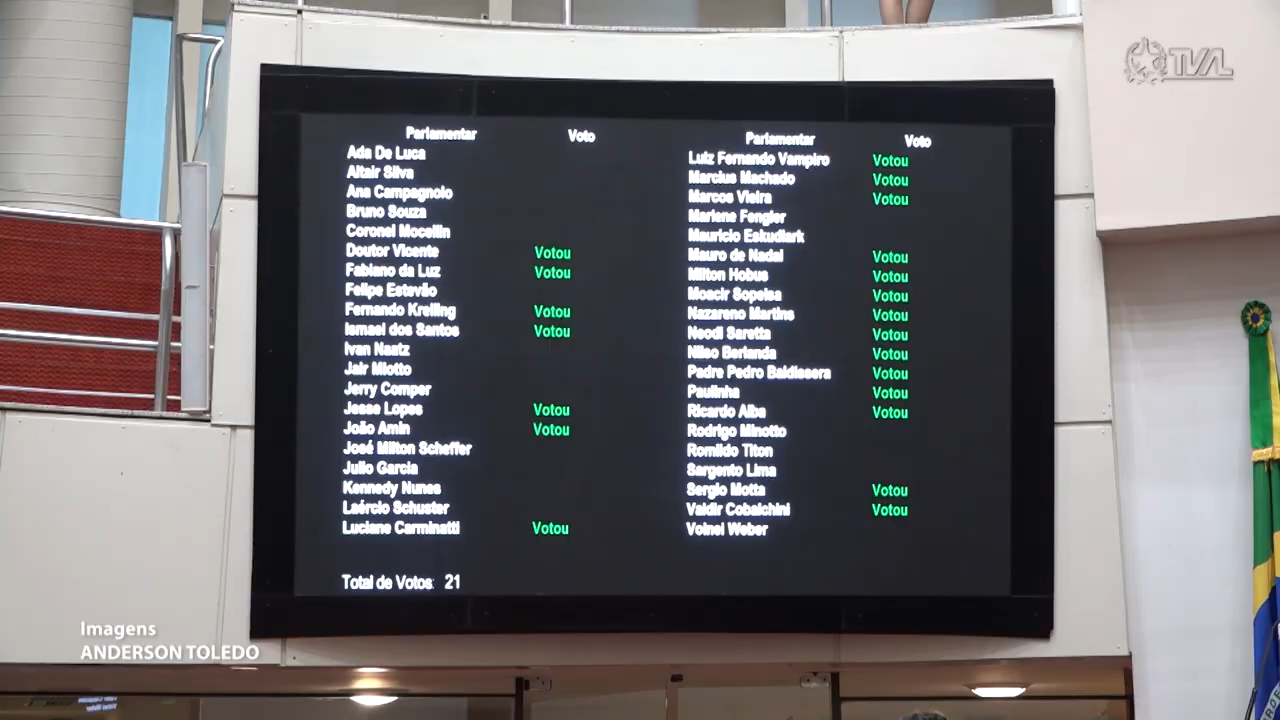 TVAL
Parlamentar Voto
Ada De Luca
Altair Silva
Ana Campagnolo
Bruno Souza
Coronel Mocellin
Doutor Vicente Votou
Fabiano da Luz Votou
Felipe Estevão
Fernando Krelling Votou
Ismael dos Santos Votou
Ivan Naatz
Jair Miotto
Jerry Comper
Jesse Lopes Votou
João Amin Votou
José Milton Scheffer
Julio Garcia
Kennedy Nunes
Laércio Schuster
Luciane Carminatti Votou
Total de Votos: 21
Parlamentar Voto
Luiz Fernando Vampiro Votou
Marcius Machado Votou
Marcos Vieira Votou
Marlene Fengler
Mauricio Eskudlark
Mauro de Nadal Votou
Milton Hobus Votou
Moacir Sopelsa Votou
Nazareno Martins Votou
Neodi Saretta Votou
Nilso Berlanda Votou
Padre Pedro Baldissera Votou
Paulinha Votou
Ricardo Alba Votou
Rodrigo Minotto
Romildo Titon
Sargento Lima
Sergio Motta Votou
Valdir Cobalchini Votou
Volnei Weber
Imagens
ANDERSON TOLEDO